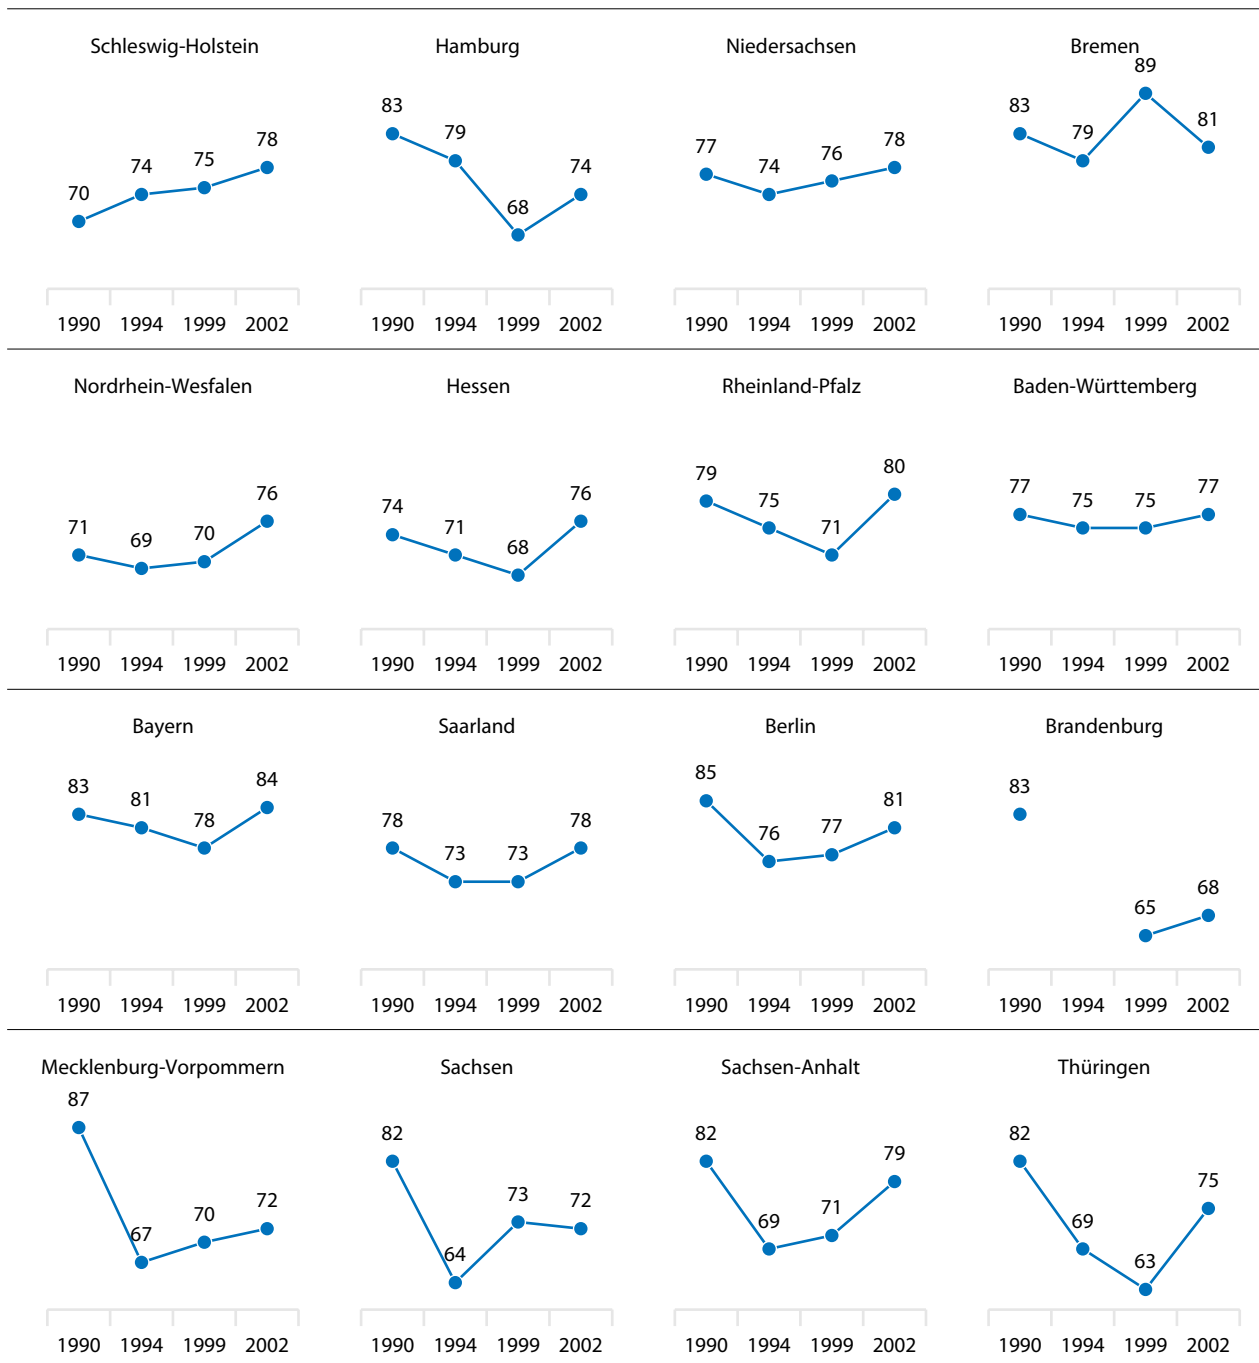 Schleswig-Holstein
70 74 75 78
1990 1994 1999 2002
Hamburg
83 79 68 74
1990 1994 1999 2002
Niedersachsen
77 74 76 78
1990 1994 1999 2002
Bremen
83 79 89 81
1990 1994 1999 2002
Nordrhein-Wesfalen
71 69 70 76
1990 1994 1999 2002
Hessen
74 71 68 76
1990 1994 1999 2002
Rheinland-Pfalz
79 75 71 80
1990 1994 1999 2002
Baden-Württemberg
77 75 75 77
1990 1994 1999 2002
Bayern
83 81 78 84
1990 1994 1999 2002
Saarland
78 73 73 78
1990 1994 1999 2002
Berlin
85 76 77 81
1990 1994 1999 2002
Brandenburg
83 65 68
1990 1994 1999 2002
Mecklenburg-Vorpommern
87 67 70 72
1990 1994 1999 2002
Sachsen
82 64 73 72
1990 1994 1999 2002
Sachsen-Anhalt
82 69 71 79
1990 1994 1999 2002
Thüringen
82 69 63 75
1990 1994 1999 2002